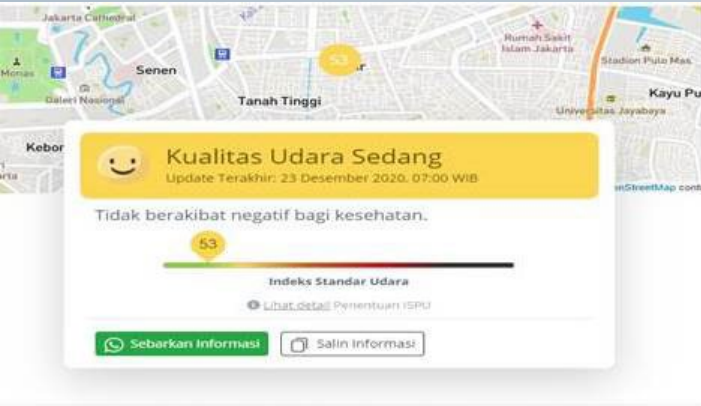 Jakarta Cathedral
Rumah Sakit
Islam Jakarta
Stadion Pulo Mas
Monas
53
Senen
Galeri Nasional
Tanah Tinggi
Kayu Pu
Universitas Jayabaya
Kebor
Kualitas Udara Sedang
Update Terakhir: 23 Desember 2020, 07:00 WIB
Tidak berakibat negatif bagi kesehatan.
53
Indeks Standar Udara
Lihat detail Penentuan ISPU
Sebarkan Informasi
Salin Informasi